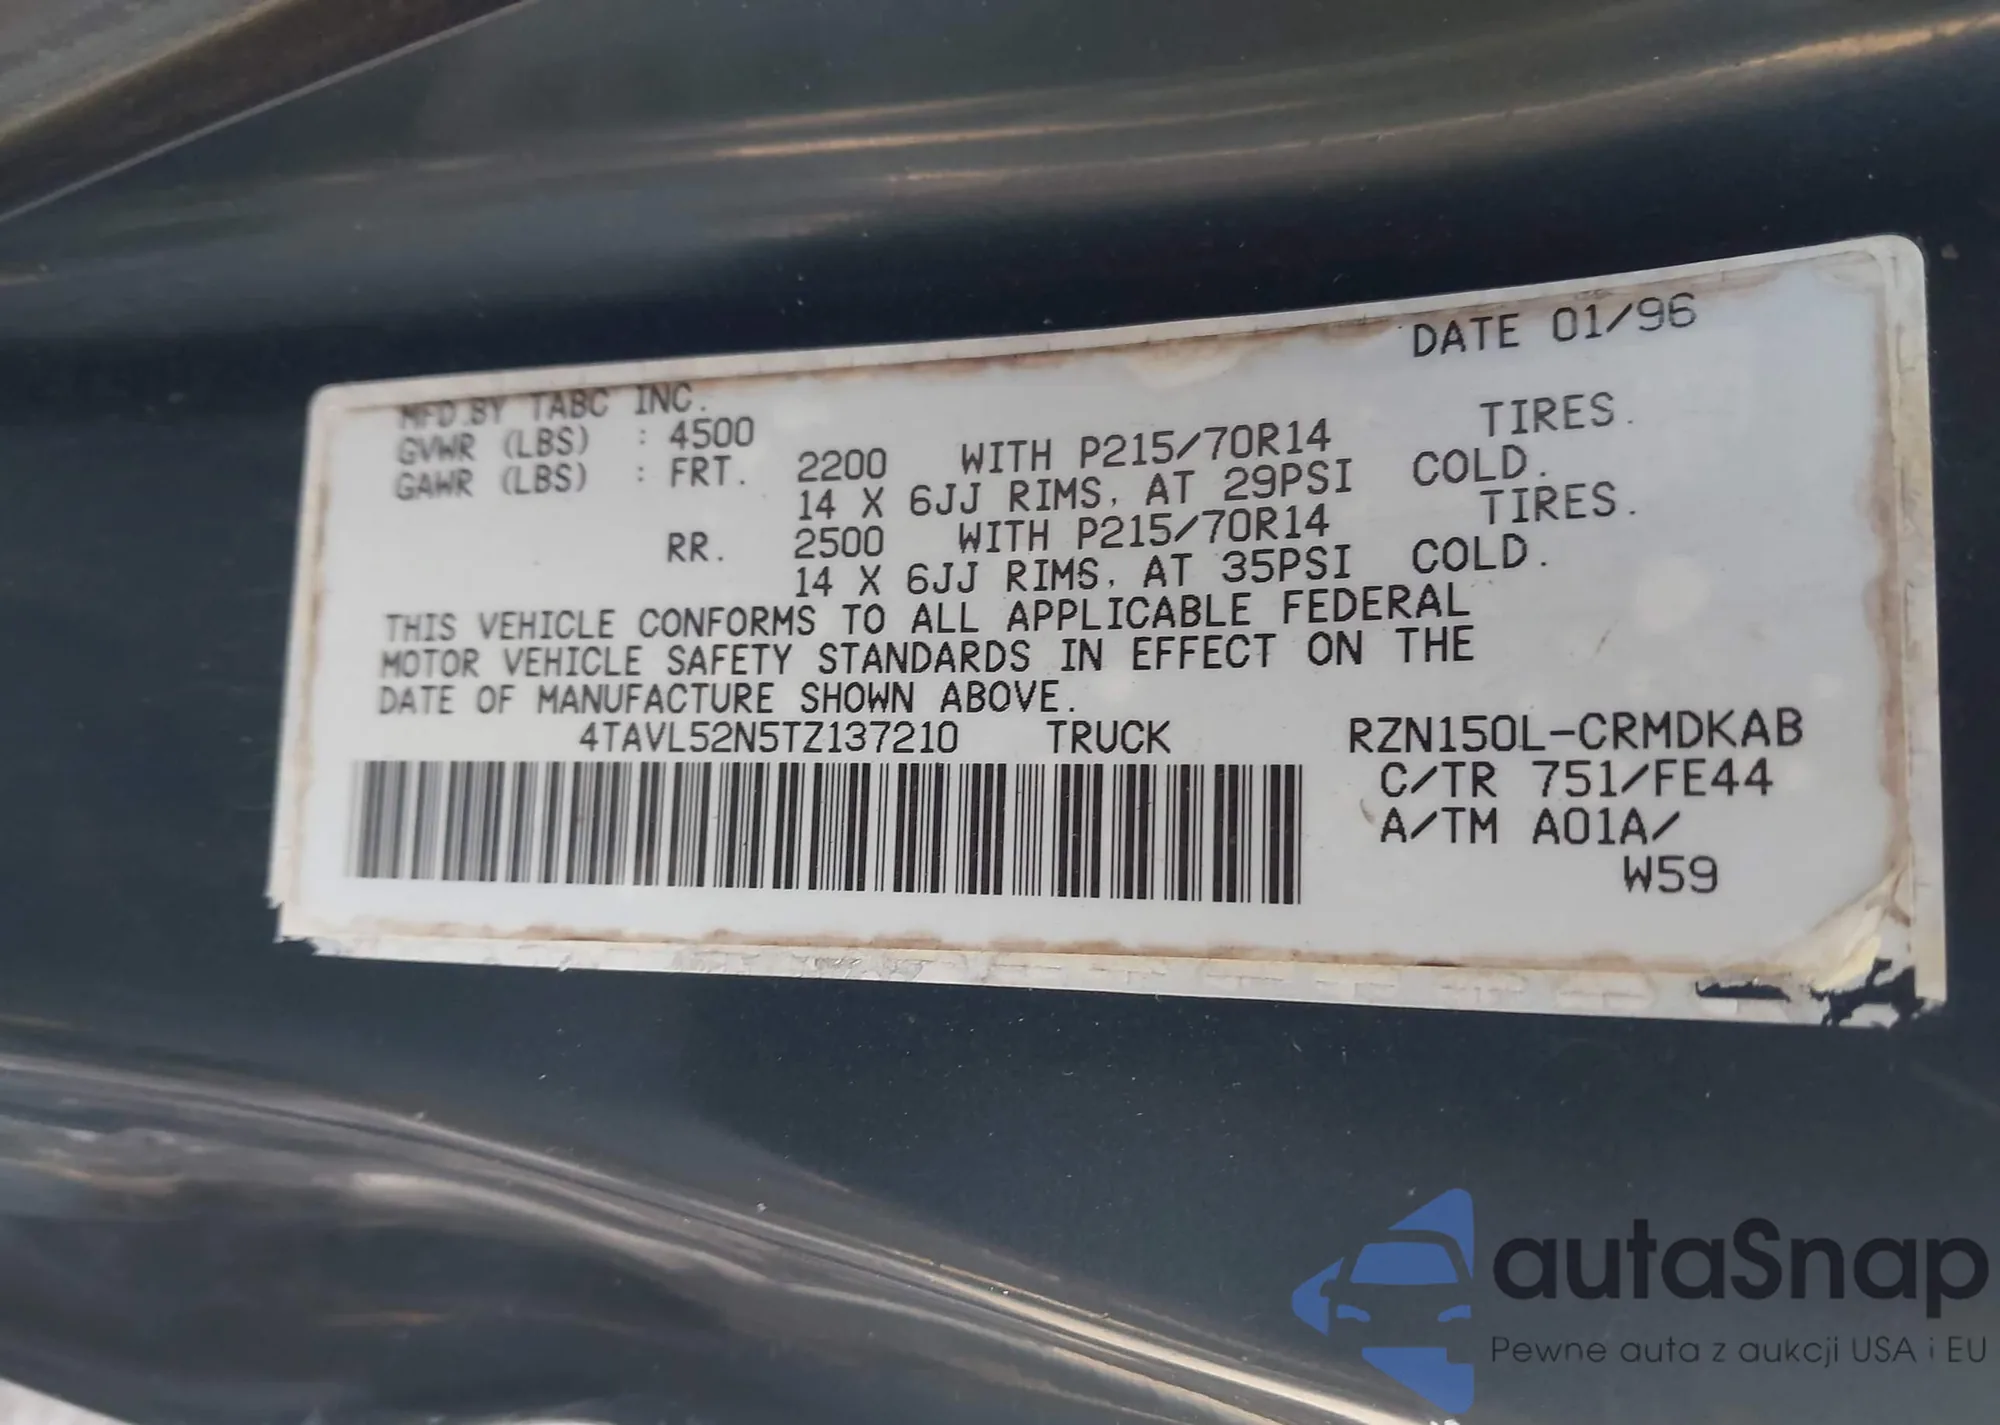 DATE 01/96
MFD.BY TABC INC.
GVWR (LBS) : 4500
GAWR (LBS) : FRT. 2200 WITH P215/70R14 TIRES.
14 X 6JJ RIMS, AT 29PSI COLD.
RR. 2500 WITH P215/70R14 TIRES.
14 X 6JJ RIMS, AT 35PSI COLD.
THIS VEHICLE CONFORMS TO ALL APPLICABLE FEDERAL
MOTOR VEHICLE SAFETY STANDARDS IN EFFECT ON THE
DATE OF MANUFACTURE SHOWN ABOVE.
4TAVL52N5TZ137210 TRUCK RZN150L-CRMDKAB
C/TR 751/FE44
A/TM A01A/
W59
autaSnap
Pewne auta z aukcji USA i EU